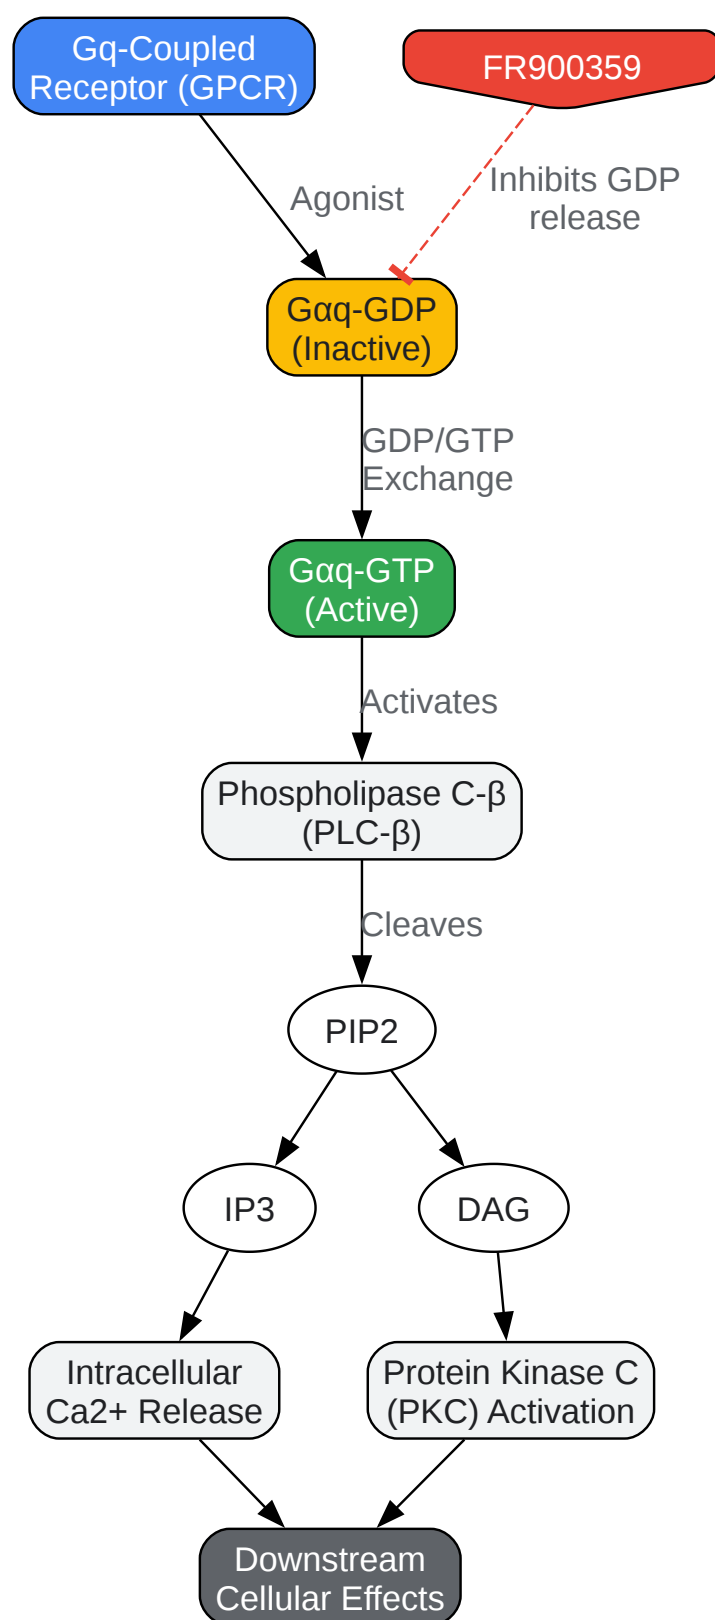 Gq-Coupled
Receptor (GPCR)
FR900359
Agonist
Inhibits GDP
release
Gαq-GDP
(Inactive)
GDP/GTP
Exchange
Gαq-GTP
(Active)
Activates
Phospholipase C-β
(PLC-β)
Cleaves
PIP2
IP3
DAG
Intracellular
Ca2+ Release
Protein Kinase C
(PKC) Activation
Downstream
Cellular Effects